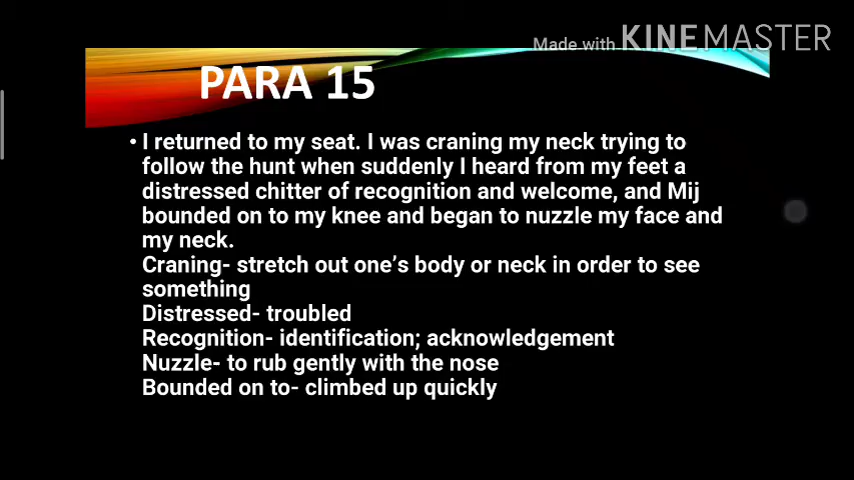 Made with KINEMASTER
PARA 15
• I returned to my seat. I was craning my neck trying to
follow the hunt when suddenly I heard from my feet a
distressed chitter of recognition and welcome, and Mij
bounded on to my knee and began to nuzzle my face and
my neck.
Craning- stretch out one’s body or neck in order to see
something
Distressed- troubled
Recognition- identification; acknowledgement
Nuzzle- to rub gently with the nose
Bounded on to- climbed up quickly